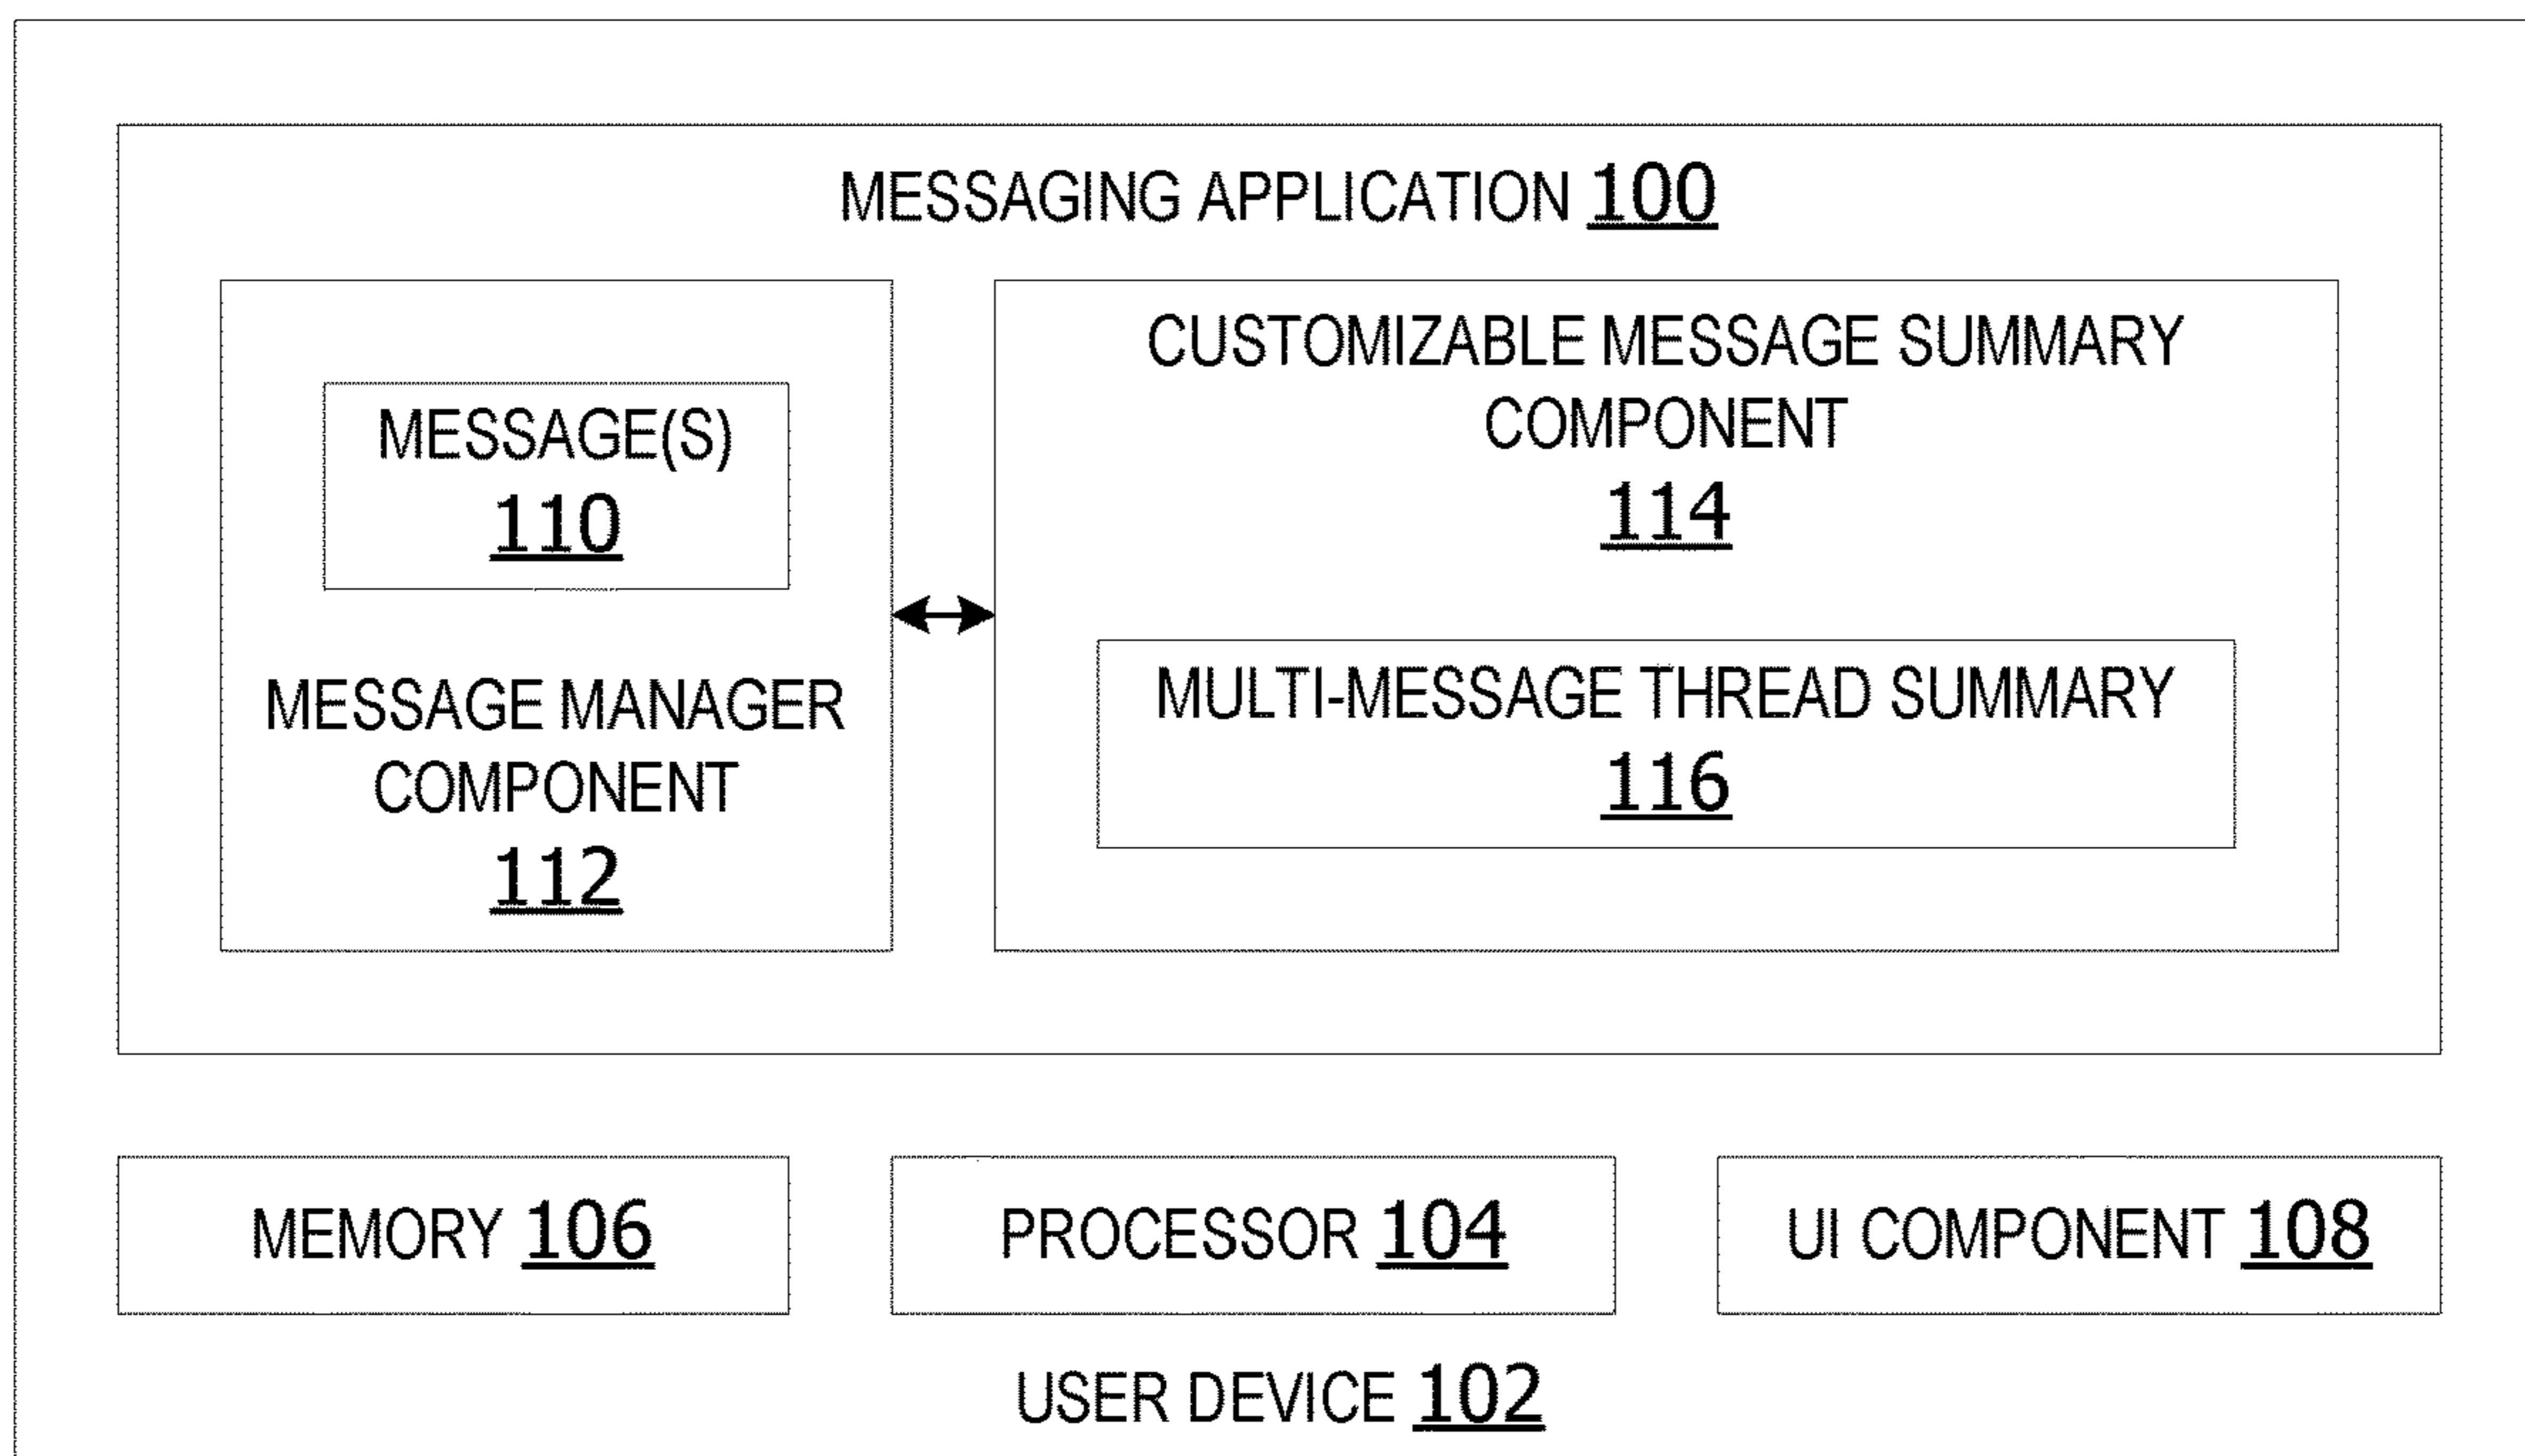 MESSAGING APPLICATION 100
MESSAGE(S)
110
MESSAGE MANAGER
COMPONENT
112
CUSTOMIZABLE MESSAGE SUMMARY
COMPONENT
114
MULTI-MESSAGE THREAD SUMMARY
116
MEMORY 106
PROCESSOR 104
UI COMPONENT 108
USER DEVICE 102